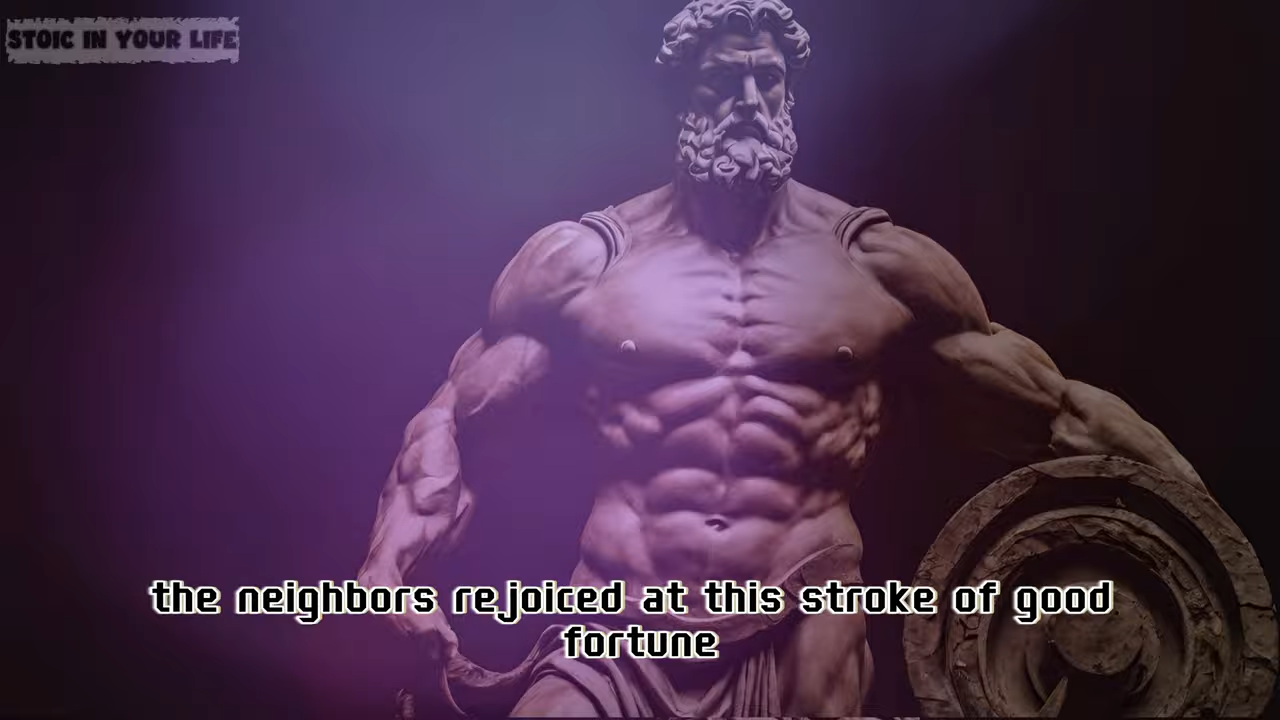 STOIC IN YOUR LIFE
the neighbors rejoiced at this stroke of good
fortune